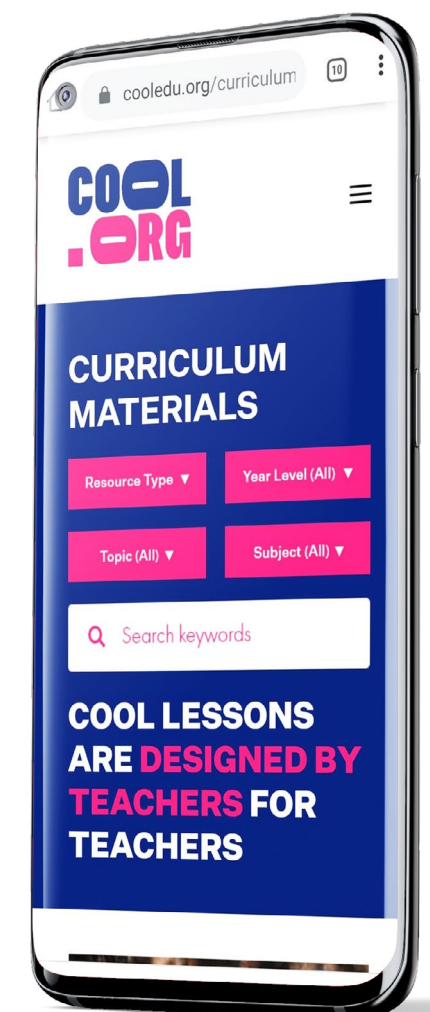 cooledu.org/curriculum
10
COOL
.ORG
CURRICULUM
MATERIALS
Resource Type ▼
Year Level (All) ▼
Topic (All) ▼
Subject (All) ▼
Search keywords
COOL LESSONS
ARE DESIGNED BY
TEACHERS FOR
TEACHERS